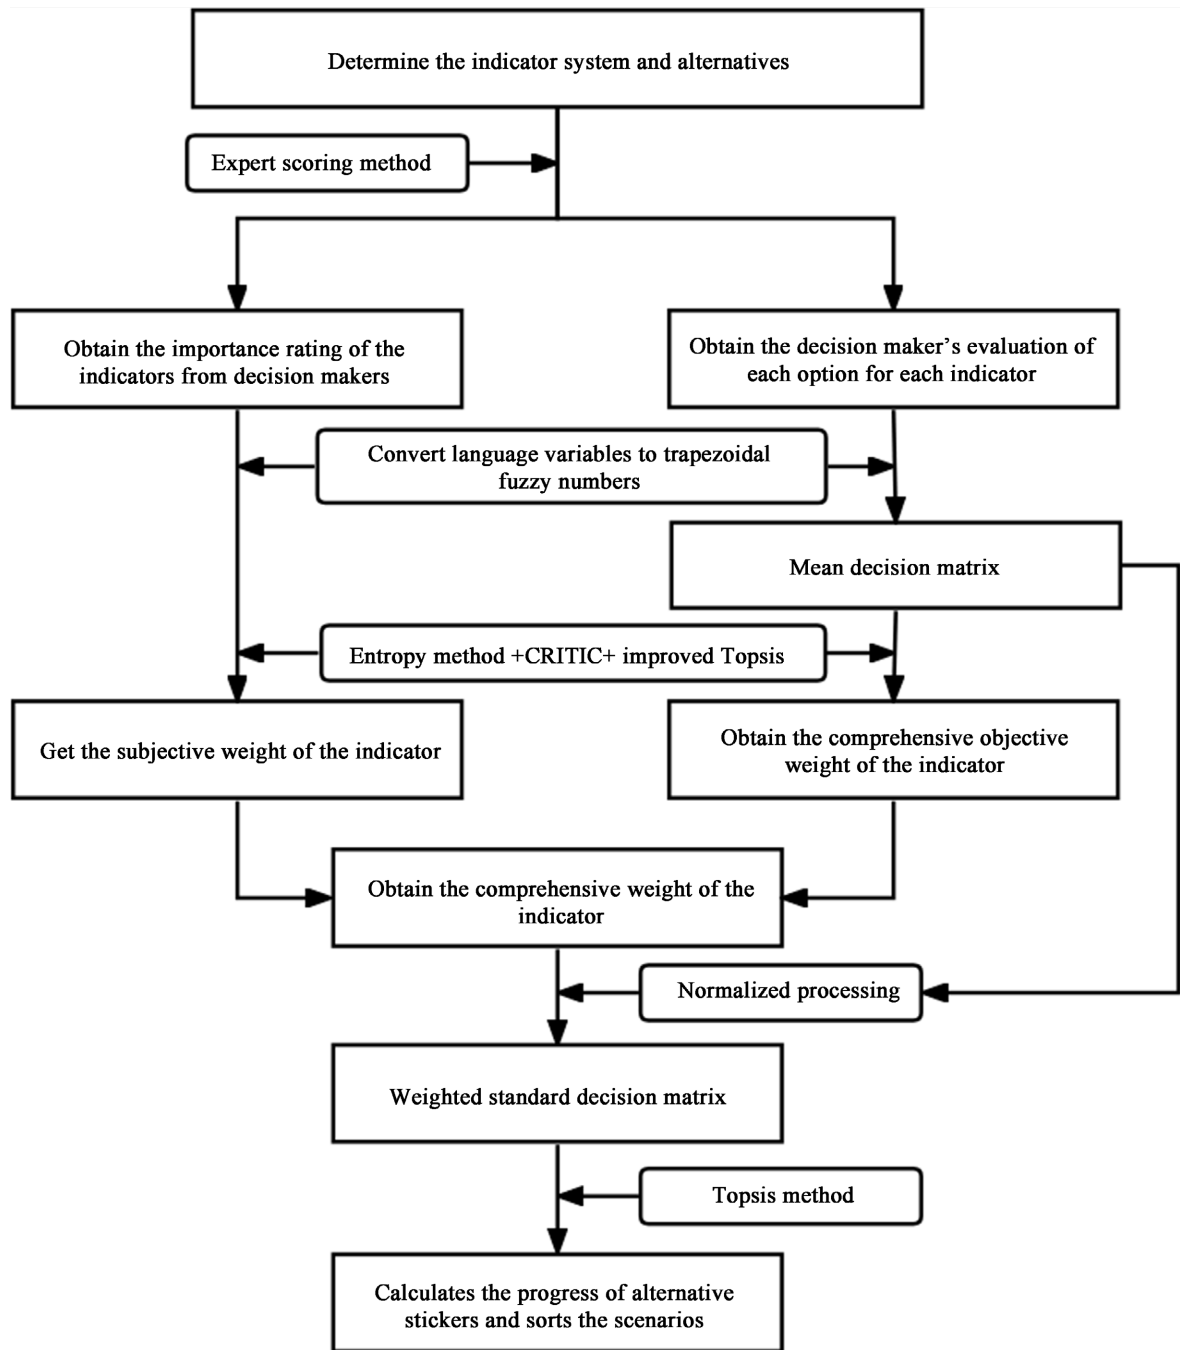 Determine the indicator system and alternatives
Expert scoring method
Obtain the importance rating of the
indicators from decision makers
Obtain the decision maker’s evaluation of
each option for each indicator
Convert language variables to trapezoidal
fuzzy numbers
Mean decision matrix
Entropy method +CRITIC+ improved Topsis
Get the subjective weight of the indicator
Obtain the comprehensive objective
weight of the indicator
Obtain the comprehensive weight of the
indicator
Normalized processing
Weighted standard decision matrix
Topsis method
Calculates the progress of alternative
stickers and sorts the scenarios